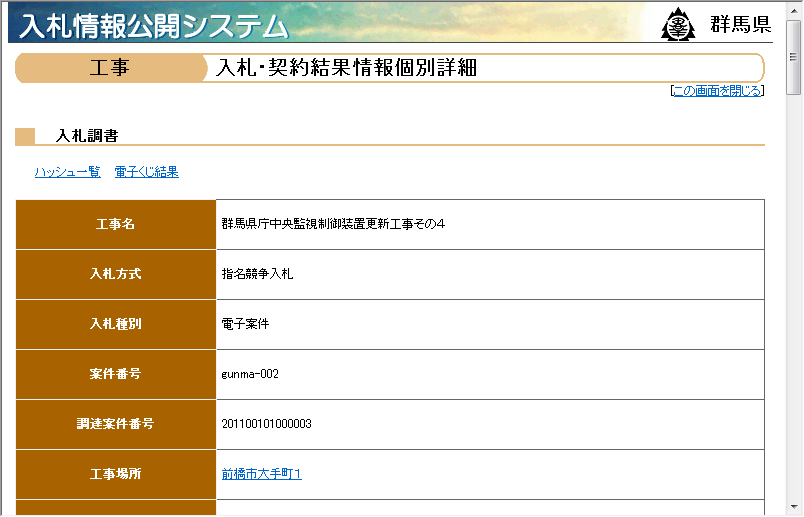 入札情報公開システム
群馬県
工事
入札・契約結果情報個別詳細
[この画面を閉じる]
入札調書
ハッシュ一覧 電子くじ結果
工事名 群馬県庁中央監視制御装置更新工事その4
入札方式 指名競争入札
入札種別 電子案件
案件番号 gunma-002
調達案件番号 201100101000003
工事場所 前橋市大手町1